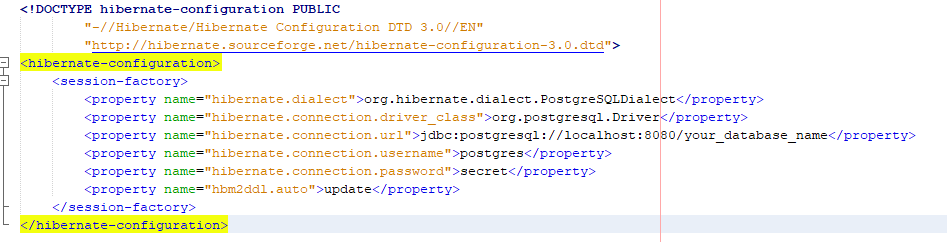 <!DOCTYPE hibernate-configuration PUBLIC
"-//Hibernate/Hibernate Configuration DTD 3.0//EN"
"http://hibernate.sourceforge.net/hibernate-configuration-3.0.dtd">
<hibernate-configuration>
<session-factory>
<property name="hibernate.dialect">org.hibernate.dialect.PostgreSQLDialect</property>
<property name="hibernate.connection.driver_class">org.postgresql.Driver</property>
<property name="hibernate.connection.url">jdbc:postgresql://localhost:8080/your_database_name</property>
<property name="hibernate.connection.username">postgres</property>
<property name="hibernate.connection.password">secret</property>
<property name="hbm2ddl.auto">update</property>
</session-factory>
</hibernate-configuration>